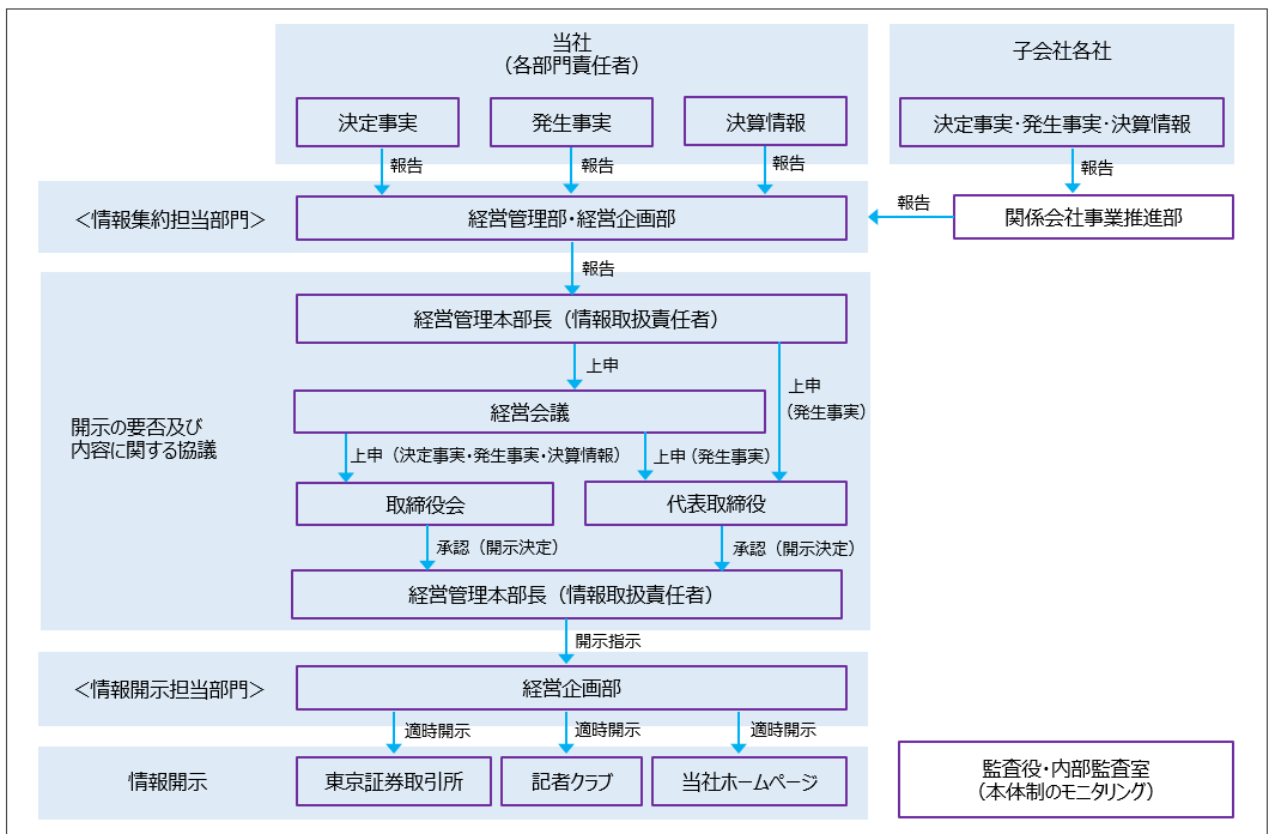 当社
（各部門責任者）
子会社各社
決定事実
発生事実
決算情報
決定事実・発生事実・決算情報
報告
報告
報告
報告
＜情報集約担当部門＞
経営管理部・経営企画部
報告
関係会社事業推進部
報告
経営管理本部長（情報取扱責任者）
上申
上申
（発生事実）
経営会議
開示の要否及び
内容に関する協議
上申（決定事実・発生事実・決算情報）
上申（発生事実）
取締役会
代表取締役
承認（開示決定）
承認（開示決定）
経営管理本部長（情報取扱責任者）
開示指示
＜情報開示担当部門＞
経営企画部
適時開示
適時開示
適時開示
情報開示
東京証券取引所
記者クラブ
当社ホームページ
監査役・内部監査室
（本体制のモニタリング）